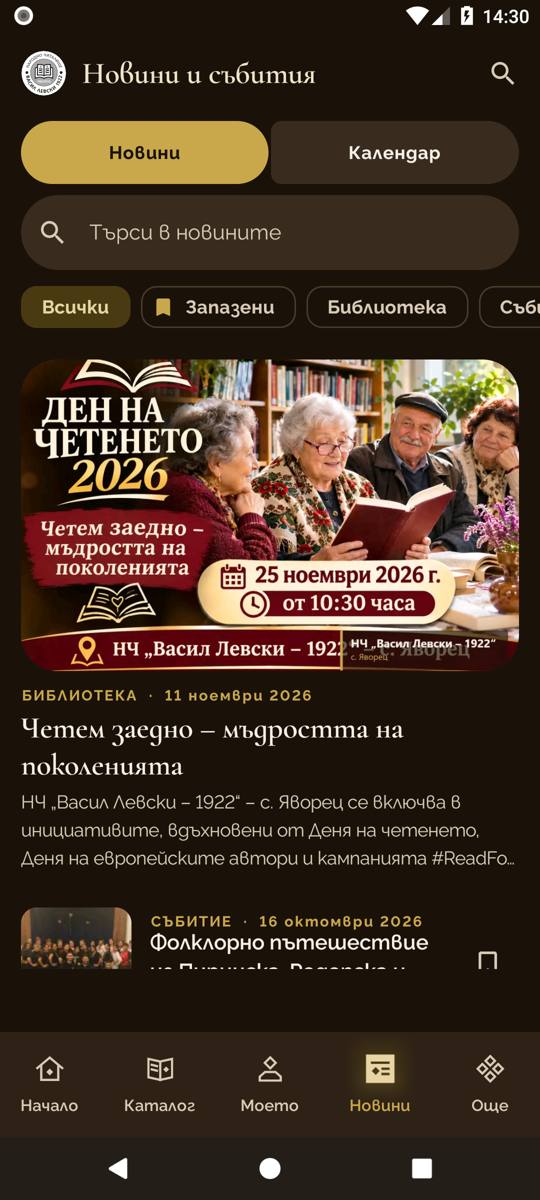 14:30
Новини и събития
Новини
Календар
Търси в новините
Всички
Запазени
Библиотека
ДЕН НА
ЧЕТЕНЕТО
2026
Четем заедно –
мъдростта на
поколенията
25 ноември 2026 г.
от 10:30 часа
НЧ „Васил Левски – 1922
НЧ „Васил Левски – 1922“
с. Яворец
БИБЛИОТЕКА · 11 ноември 2026
Четем заедно – мъдростта на
поколенията
НЧ „Васил Левски – 1922“ – с. Яворец се включва в
инициативите, вдъхновени от Деня на четенето,
Деня на европейските автори и кампанията #ReadFo…
СЪБИТИЕ · 16 октомври 2026
Фолклорно пътешествие
Начало
Каталог
Моето
Новини
Още